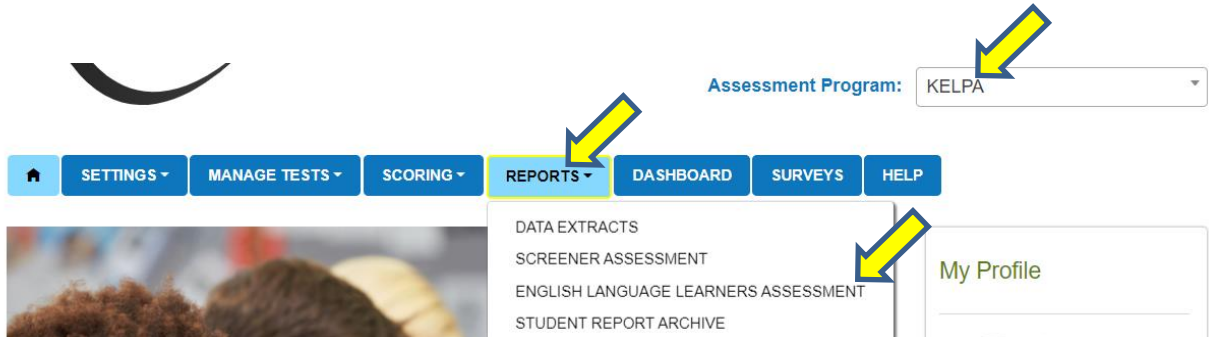 Assessment Program: KELPA
SETTINGS MANAGE TESTS SCORING REPORTS DASHBOARD SURVEYS HELP
DATA EXTRACTS
SCREENER ASSESSMENT
ENGLISH LANGUAGE LEARNERS ASSESSMENT
STUDENT REPORT ARCHIVE
My Profile